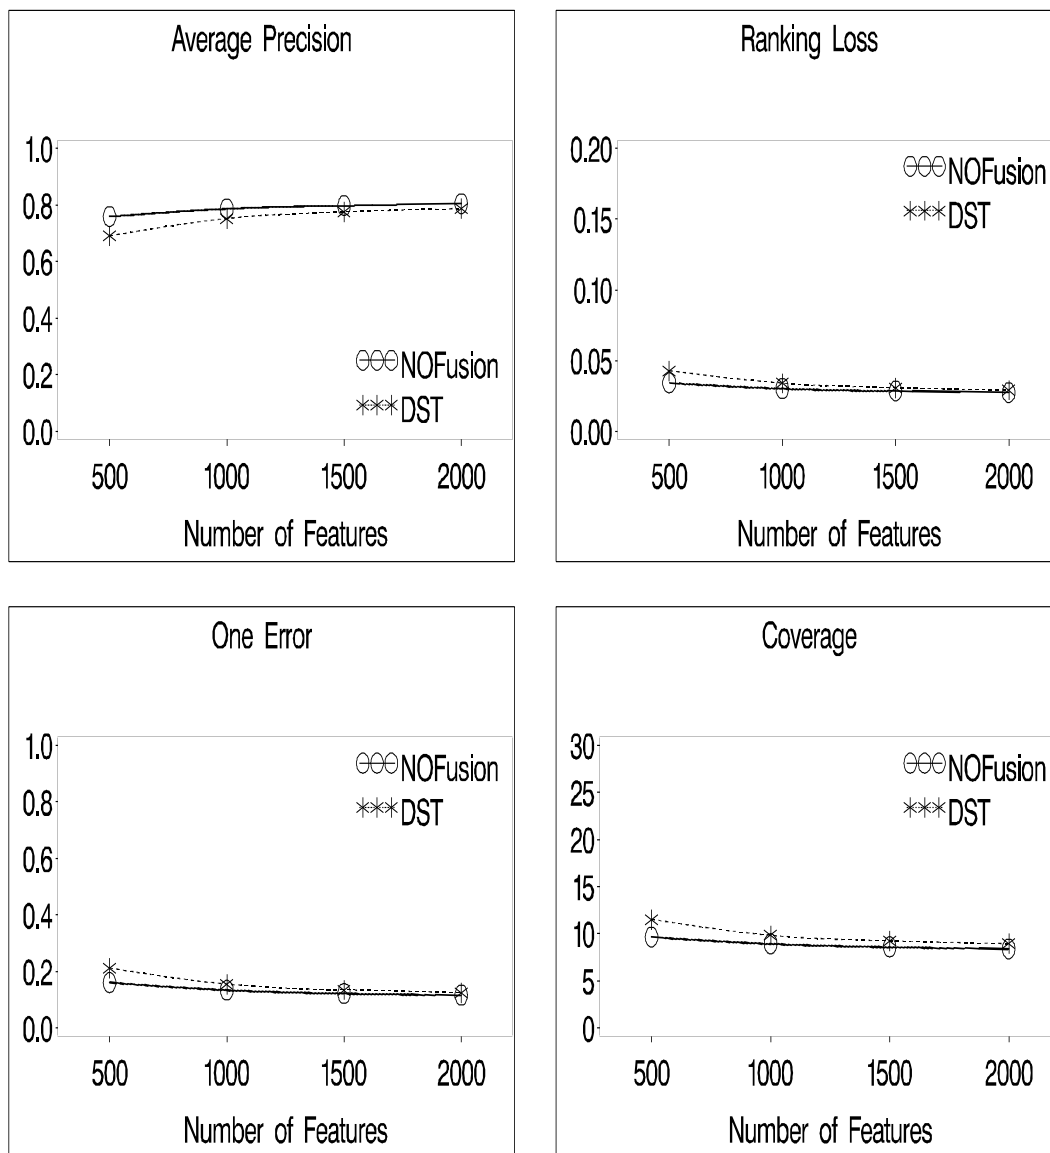 Average Precision
1.0
0.8
0.6
0.4
0.2
0.0
NOFusion
DST
500 1000 1500 2000
Number of Features
Ranking Loss
0.20
0.15
0.10
0.05
0.00
NOFusion
DST
500 1000 1500 2000
Number of Features
One Error
1.0
0.8
0.6
0.4
0.2
0.0
NOFusion
DST
500 1000 1500 2000
Number of Features
Coverage
30
25
20
15
10
5
0
NOFusion
DST
500 1000 1500 2000
Number of Features